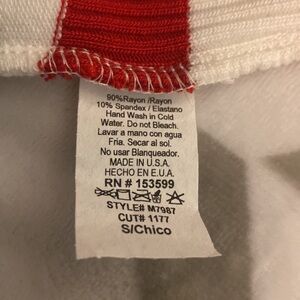 90%Rayon /Rayon
10% Spandex / Elastano
Hand Wash in Cold
Water. Do not Bleach.
Lavar a mano con agua
Fria. Secar al sol.
No usar Blanqueador.
MADE IN U.S.A.
HECHO EN E.U.A.
RN # 153599
STYLE# M7987
CUT# 1177
S/Chico